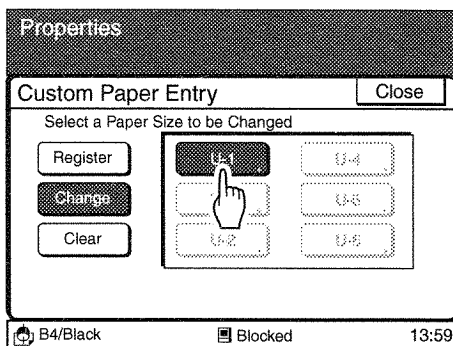 Properties
Custom Paper Entry Close
Select a Paper Size to be Changed
Register U-1 U-4
Change U-5
Clear U-2 U-6
B4/Black Blocked 13:59